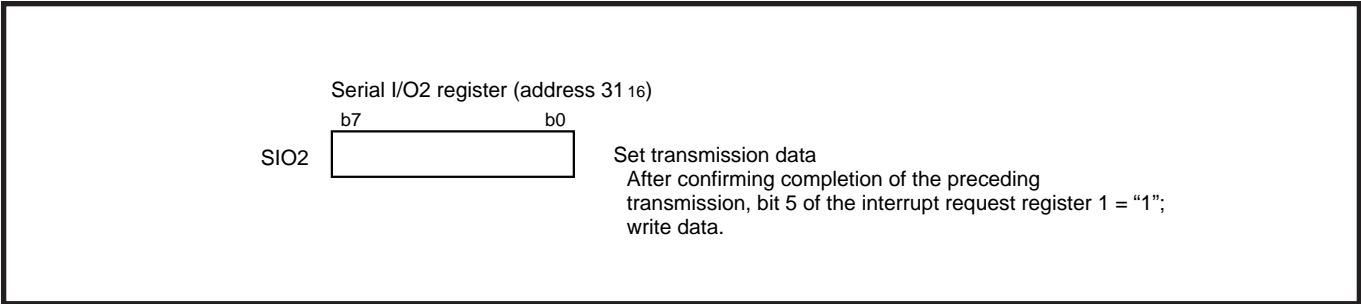 Serial I/O2 register (address 31 16)
b7 b0
SIO2
Set transmission data
After confirming completion of the preceding
transmission, bit 5 of the interrupt request register 1 = “1”;
write data.